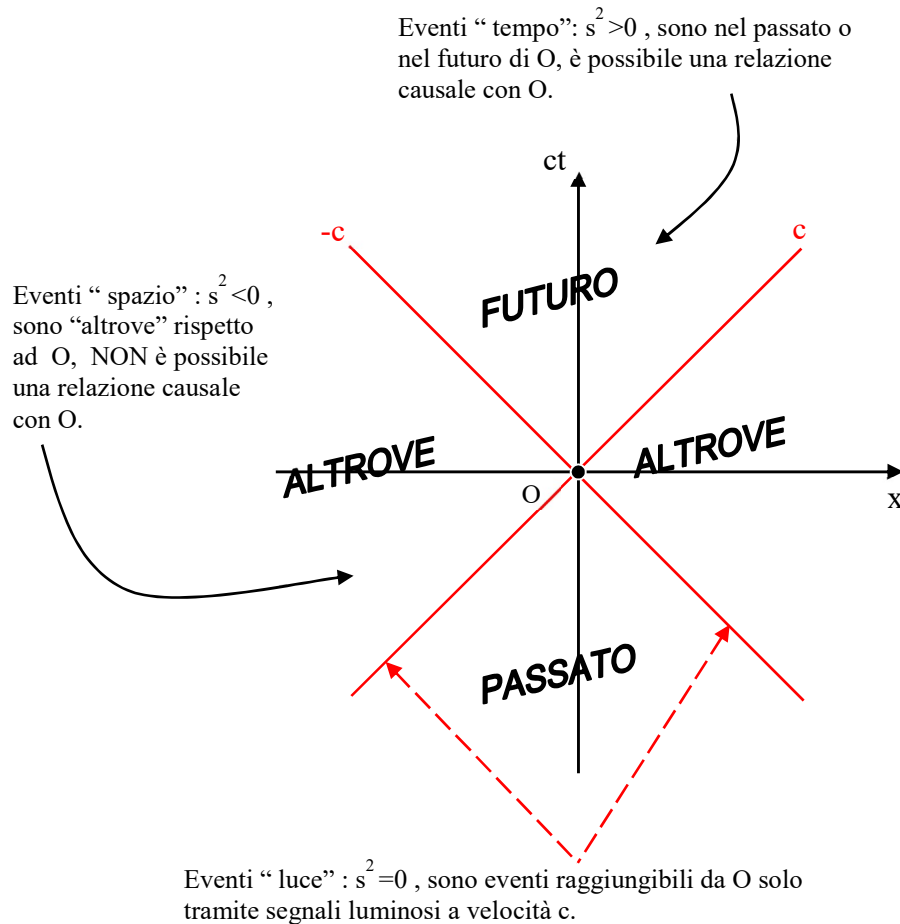 Eventi “ tempo”: s² >0 , sono nel passato o
nel futuro di O, è possibile una relazione
causale con O.
ct
-c
c
FUTURO
Eventi “ spazio” : s² <0 ,
sono “altrove” rispetto
ad O, NON è possibile
una relazione causale
con O.
ALTROVE
ALTROVE
O
x
PASSATO
Eventi “ luce” : s² =0 , sono eventi raggiungibili da O solo
tramite segnali luminosi a velocità c.